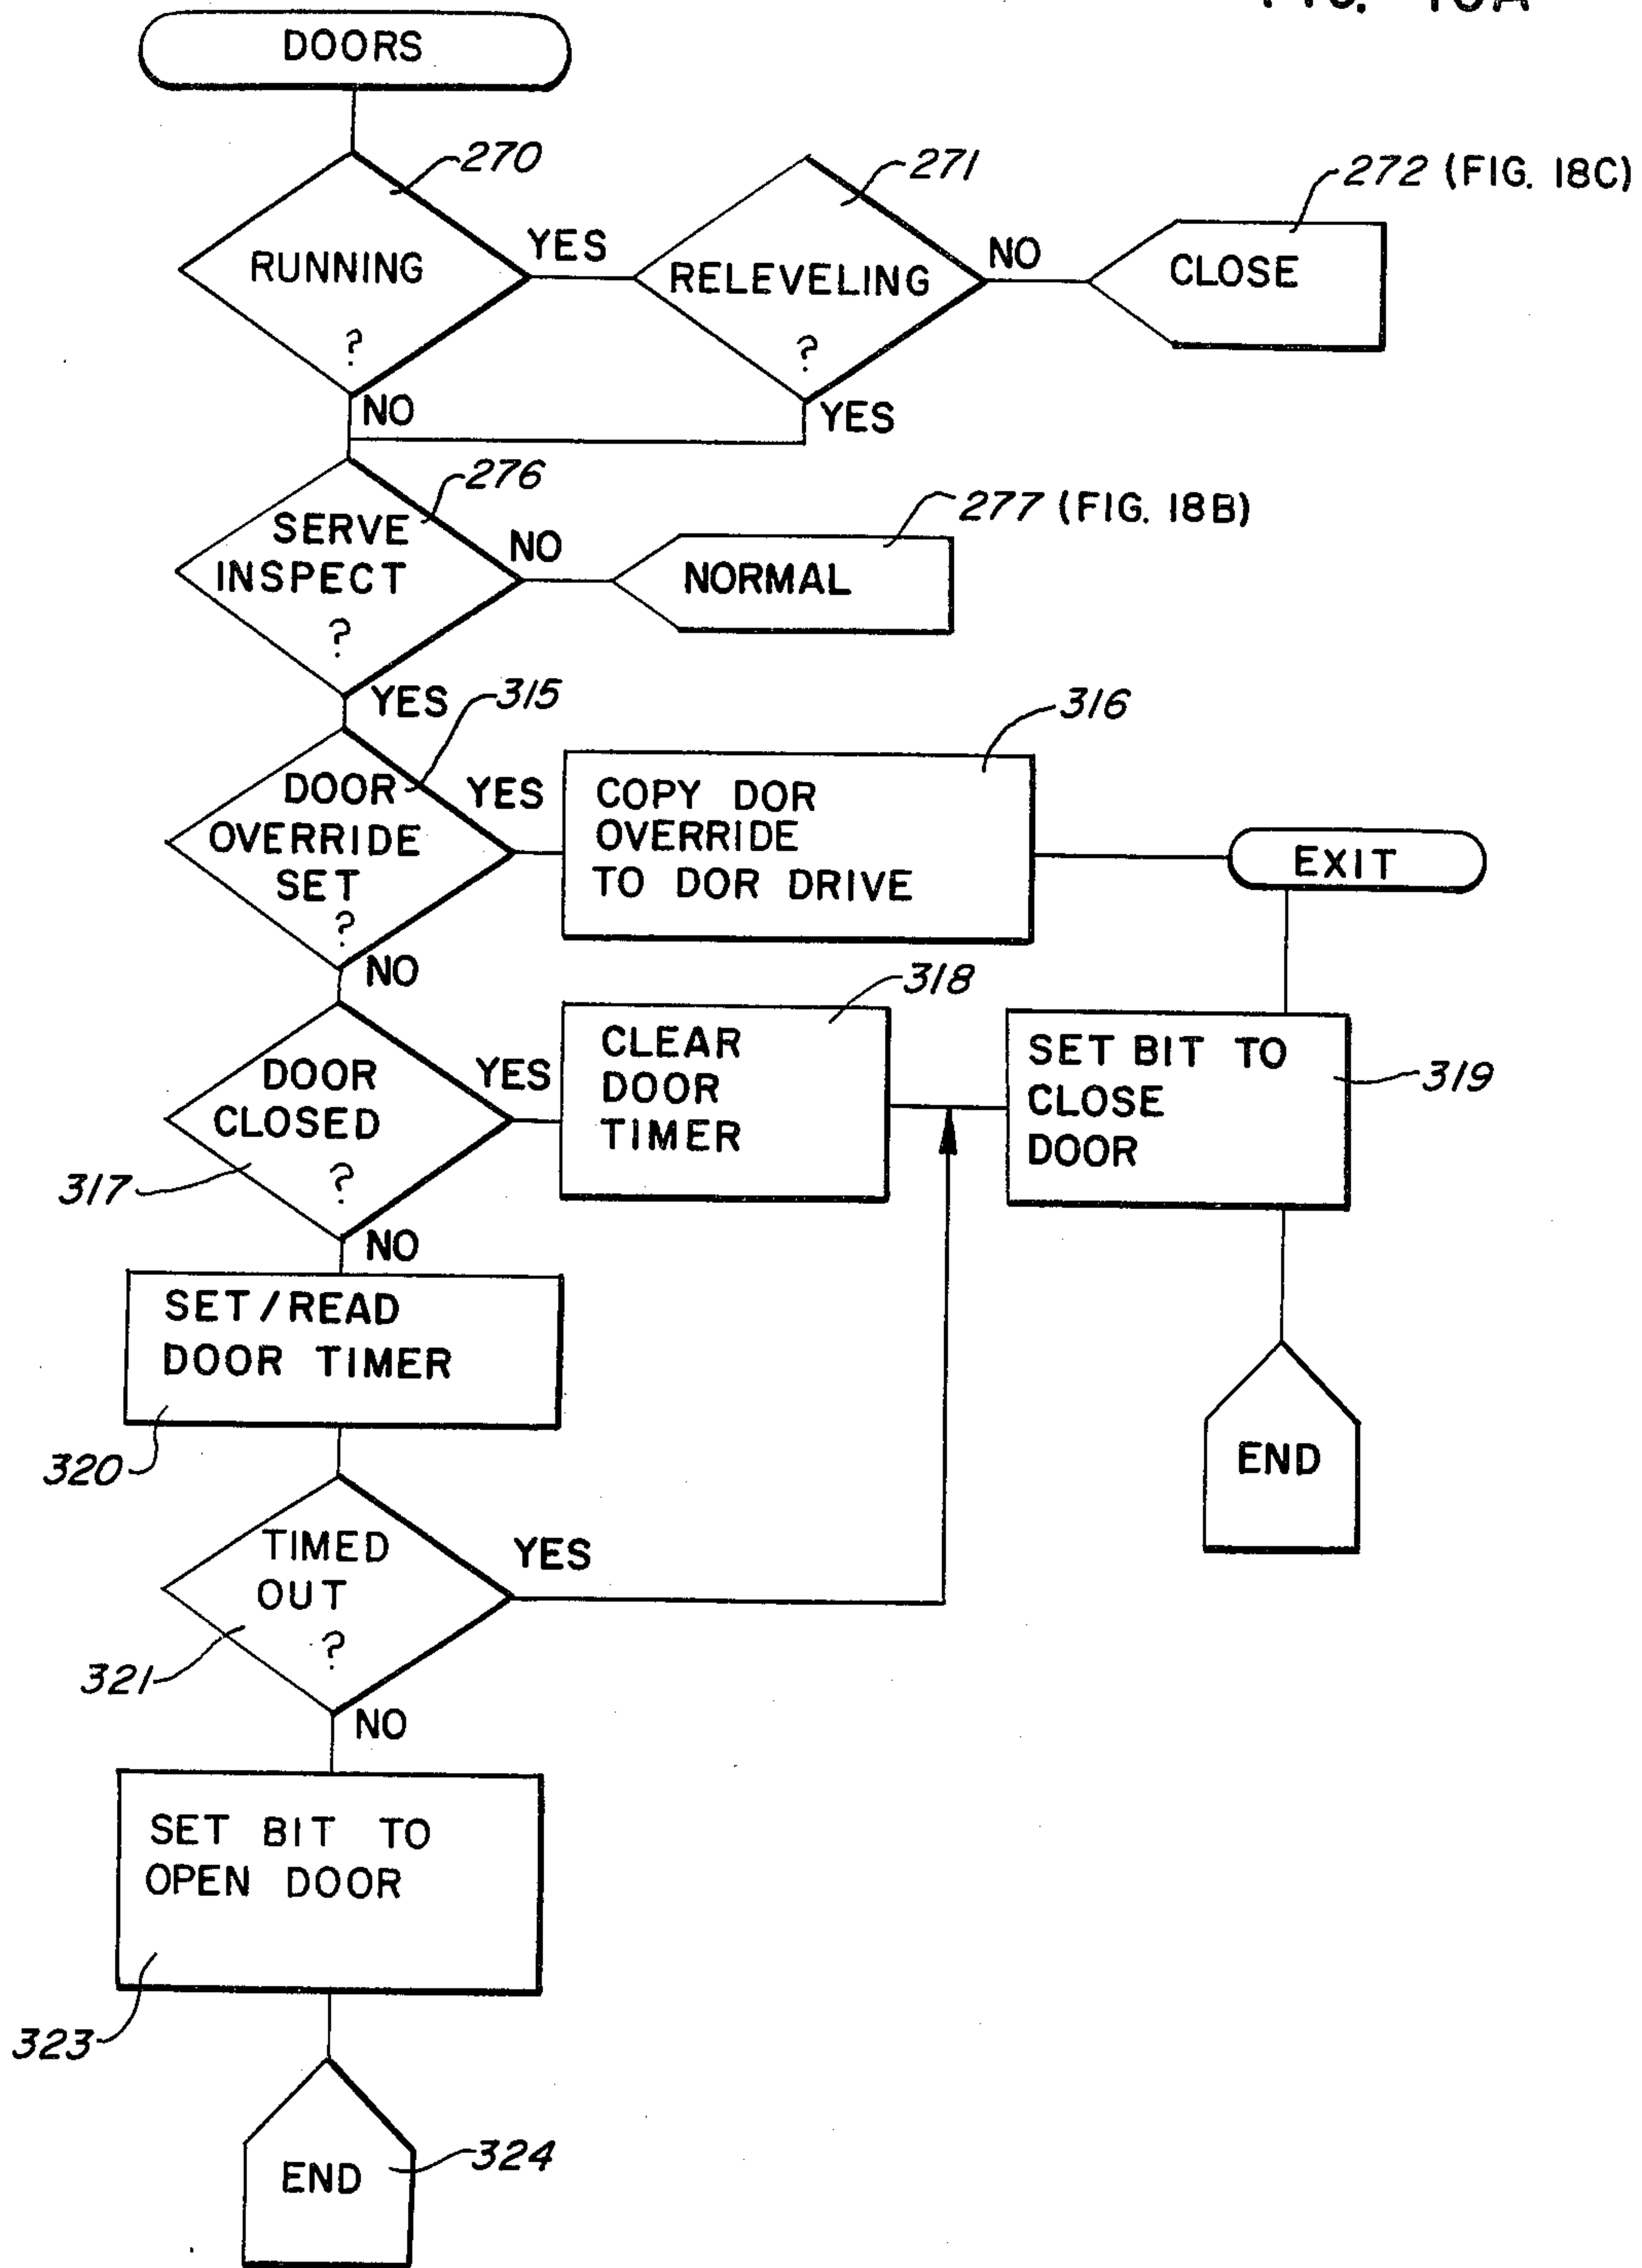 DOORS
270
271
272 (FIG. 18C)
RUNNING
?
YES
RELEVELING
?
NO
CLOSE
NO
YES
276
277 (FIG. 18B)
SERVE
INSPECT
?
NO
NORMAL
YES
315
316
DOOR
OVERRIDE
SET
?
YES
COPY DOR
OVERRIDE
TO DOR DRIVE
EXIT
NO
318
DOOR
CLOSED
?
317
YES
CLEAR
DOOR
TIMER
SET BIT TO
CLOSE
DOOR
319
NO
SET/READ
DOOR TIMER
320
END
TIMED
OUT
?
YES
321
NO
SET BIT TO
OPEN DOOR
323
END
324